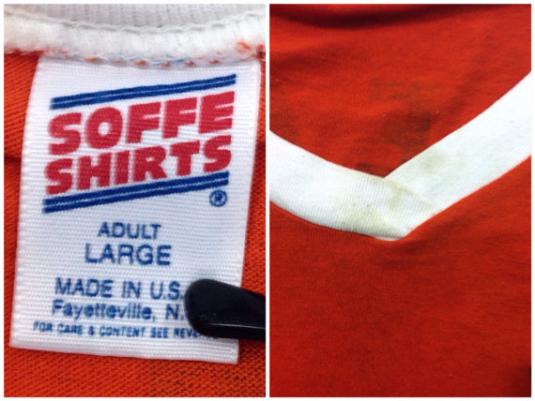 SOFFE
SHIRTS
®
ADULT
LARGE
MADE IN U.S.
Fayetteville, N.
FOR CARE & CONTENT SEE